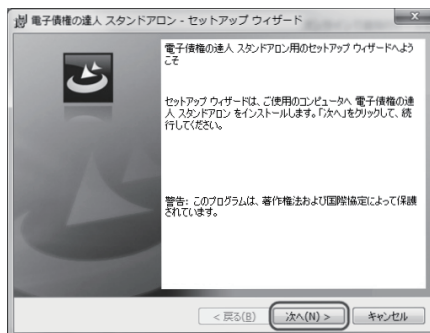 電子債権の達人 スタンドアロン - セットアップ ウィザード
電子債権の達人 スタンドアロン用のセットアップ ウィザードへよう
こそ
セットアップ ウィザードは、ご使用のコンピュータへ 電子債権の達
人 スタンドアロン をインストールします。「次へ」をクリックして、続
行してください。
警告: このプログラムは、著作権法および国際協定によって保護
されています。
< 戻る(B) 次へ(N) > キャンセル